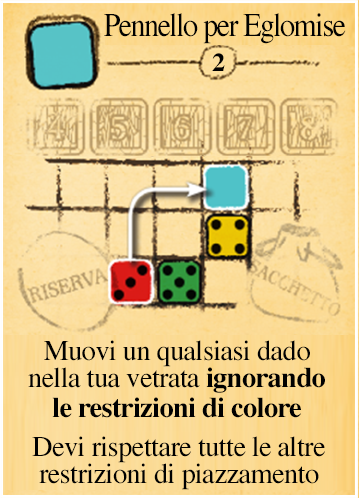 Pennello per Eglomise
2
4 5 6 7 8
RISERVA
SACCHETTO
Muovi un qualsiasi dado
nella tua vetrata ignorando
le restrizioni di colore
Devi rispettare tutte le altre
restrizioni di piazzamento